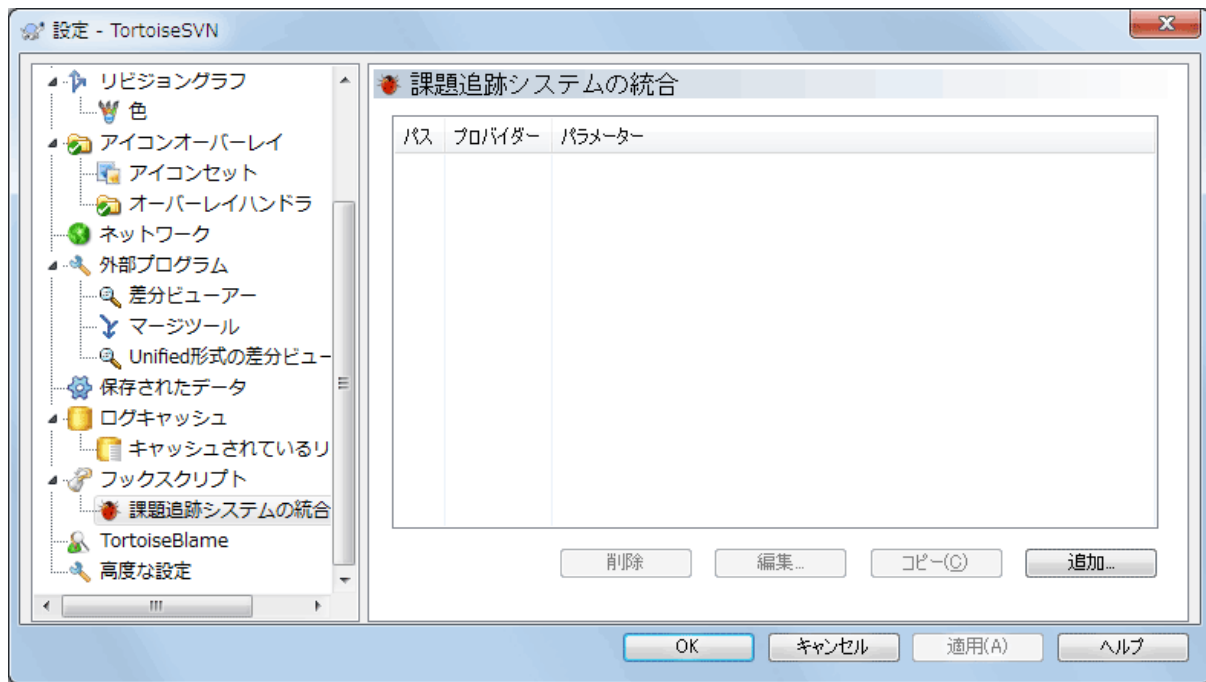 設定 - TortoiseSVN
リビジョングラフ
色
アイコンオーバーレイ
アイコンセット
オーバーレイハンドラ
ネットワーク
外部プログラム
差分ビューアー
マージツール
Unified形式の差分ビュー
保存されたデータ
ログキャッシュ
キャッシュされているリ
フックスクリプト
課題追跡システムの統合
TortoiseBlame
高度な設定
課題追跡システムの統合
パス プロバイダー パラメーター
削除 編集... コピー(C) 追加...
OK キャンセル 適用(A) ヘルプ